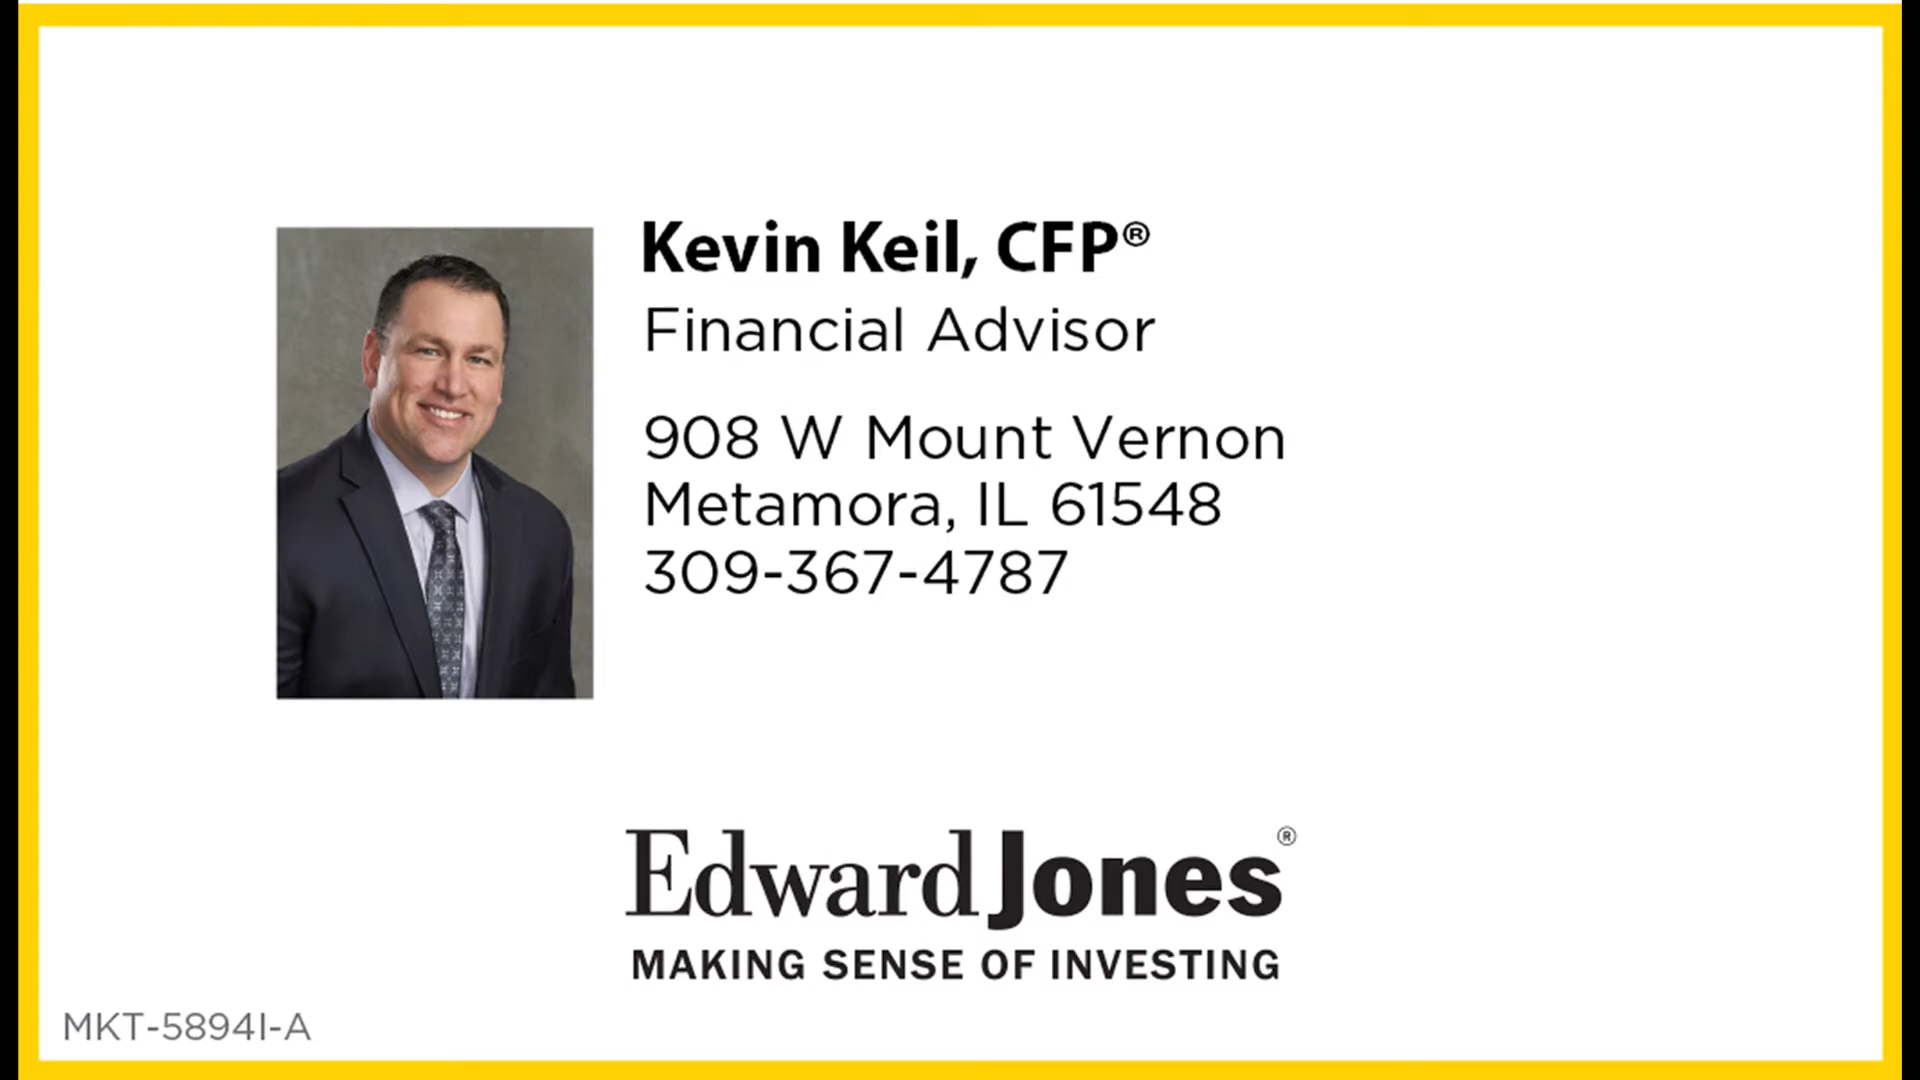 Kevin Keil, CFP®
Financial Advisor
908 W Mount Vernon
Metamora, IL 61548
309-367-4787
Edward Jones®
MAKING SENSE OF INVESTING
MKT-5894I-A